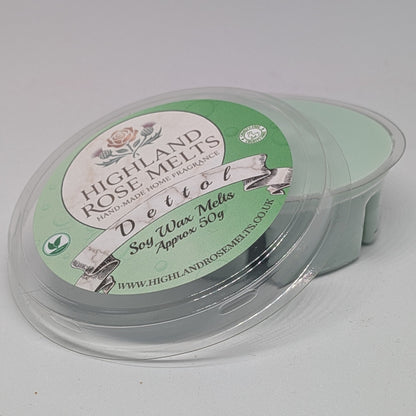 HIGHLAND
ROSE MELTS
HAND-MADE HOME FRAGRANCE
Dettol
Soy Wax Melts
Approx 50g
WWW.HIGHLANDROSEMELTS.CO.UK